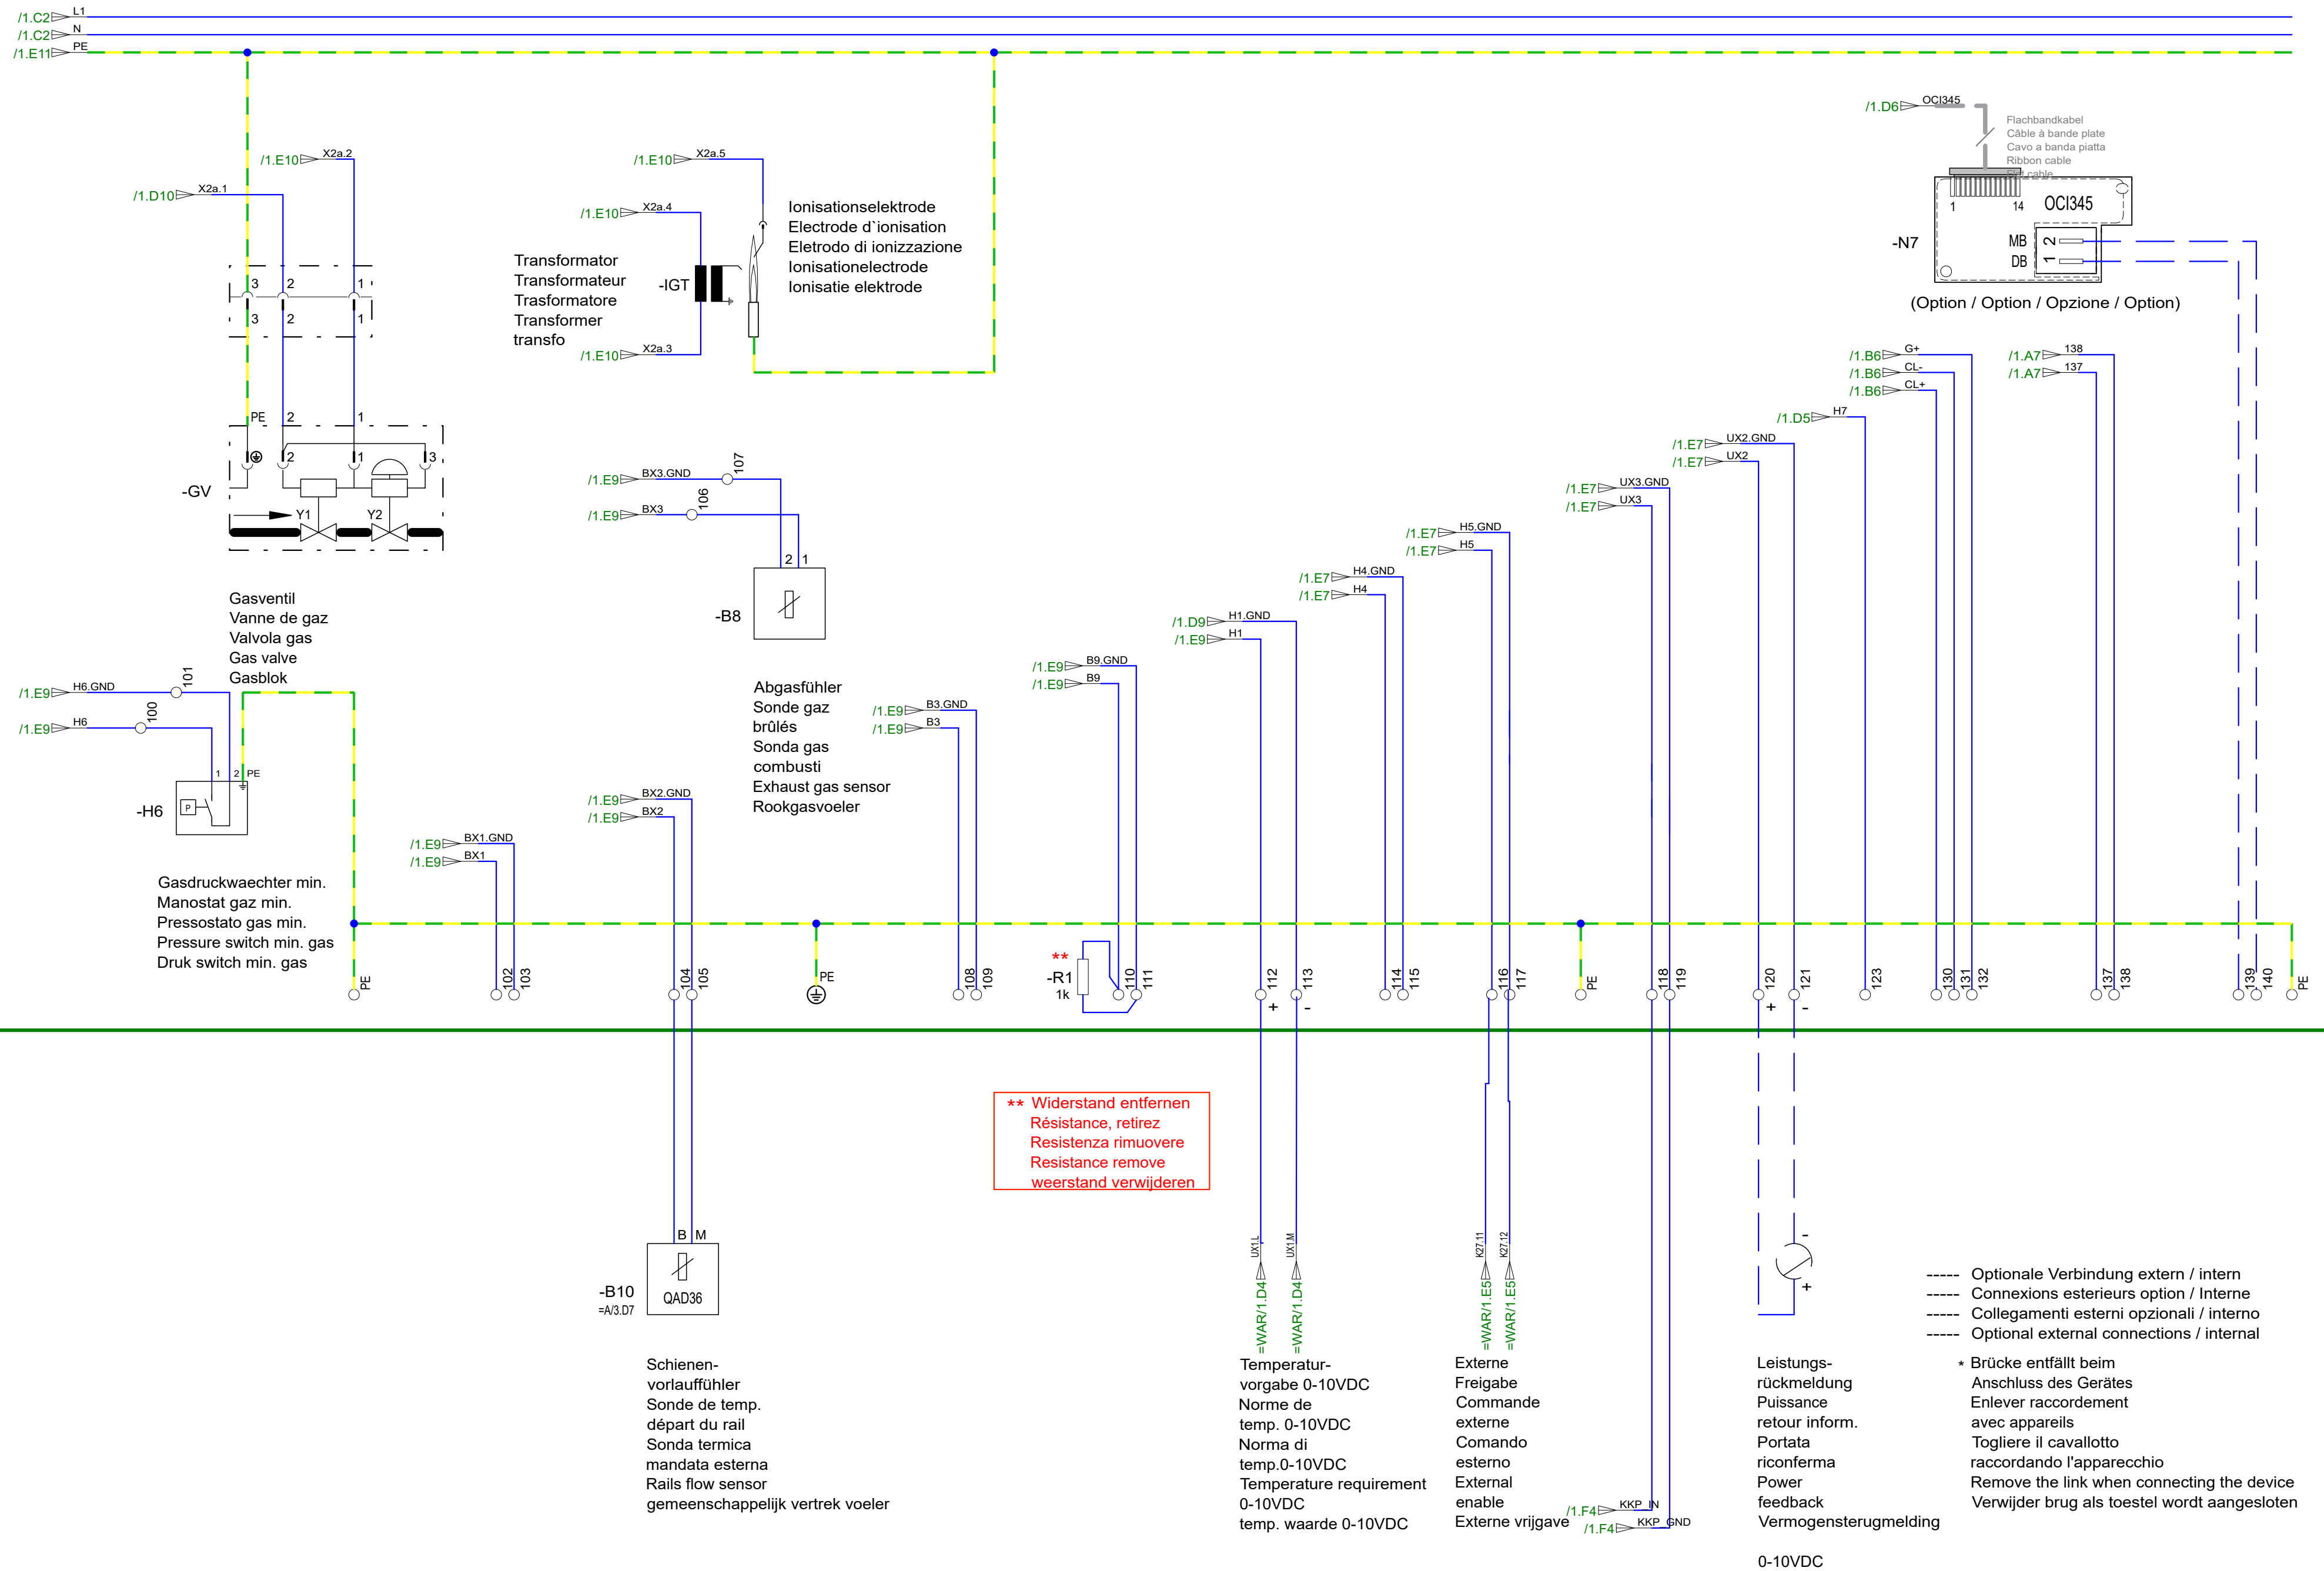 /1.C2 L1
/1.C2 N
/1.E11 PE
/1.D6 OCI345
Flachbandkabel
Câble à bande plate
Cavo a banda piatta
Ribbon cable
/1.E10 X2a.2
/1.D10 X2a.1
/1.E10 X2a.5
/1.E10 X2a.4
/1.E10 X2a.3
Transformator
Transformateur
Trasformatore
Transformer
transfo
-IGT
Ionisationselektrode
Electrode d`ionisation
Eletrodo di ionizzazione
Ionisationelectrode
Ionisatie elektrode
1 14 OCI345
-N7
MB 2
DB 1
(Option / Option / Opzione / Option)
3 2 1
3 2 1
PE 2 1
2 1 3
-GV
Y1 Y2
Gasventil
Vanne de gaz
Valvola gas
Gas valve
Gasblok
/1.E9 H6.GND 101
/1.E9 H6 100
1 2 PE
P
-H6
Gasdruckwaechter min.
Manostat gaz min.
Pressostato gas min.
Pressure switch min. gas
Druk switch min. gas
/1.E9 BX3.GND 107
/1.E9 BX3 106
2 1
-B8
Abgasfühler
Sonde gaz
brûlés
Sonda gas
combusti
Exhaust gas sensor
Rookgasvoeler
/1.E9 BX1.GND
/1.E9 BX1
/1.E9 BX2.GND
/1.E9 BX2
/1.E9 B3.GND
/1.E9 B3
/1.E9 B9.GND
/1.E9 B9
/1.D9 H1.GND
/1.E9 H1
/1.E7 H4.GND
/1.E7 H4
/1.E7 H5.GND
/1.E7 H5
/1.E7 UX3.GND
/1.E7 UX3
/1.E7 UX2.GND
/1.E7 UX2
/1.D5 H7
/1.B6 G+
/1.B6 CL-
/1.B6 CL+
/1.A7 138
/1.A7 137
**
-R1
1k
PE 102 103 104 105 PE 108 109 110 111 112 113 114 115 116 117 PE 118 119 120 121 123 130 131 132 137 138 139 140 PE
+ - + -
** Widerstand entfernen
Résistance, retirez
Resistenza rimuovere
Resistance remove
weerstand verwijderen
B M
-B10
=A/3.D7
QAD36
Schienen-
vorlauffühler
Sonde de temp.
départ du rail
Sonda termica
mandata esterna
Rails flow sensor
gemeenschappelijk vertrek voeler
UX1.L =WAR/1.D4
UX1.M =WAR/1.D4
Temperatur-
vorgabe 0-10VDC
Norme de
temp. 0-10VDC
Norma di
temp.0-10VDC
Temperature requirement
0-10VDC
temp. waarde 0-10VDC
K27.11 =WAR/1.E5
K27.12 =WAR/1.E5
Externe
Freigabe
Commande
externe
Comando
esterno
External
enable
Externe vrijgave
/1.F4 KKP_IN
/1.F4 KKP_GND
-
+
Leistungs-
rückmeldung
Puissance
retour inform.
Portata
riconferma
Power
feedback
Vermogensterugmelding
0-10VDC
----- Optionale Verbindung extern / intern
----- Connexions esterieurs option / Interne
----- Collegamenti esterni opzionali / interno
----- Optional external connections / internal
* Brücke entfällt beim
Anschluss des Gerätes
Enlever raccordement
avec appareils
Togliere il cavallotto
raccordando l'apparecchio
Remove the link when connecting the device
Verwijder brug als toestel wordt aangesloten